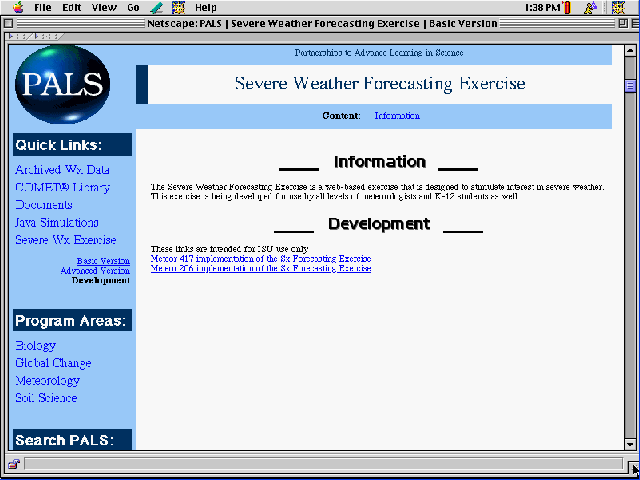 File Edit View Go Help 1:38 PM
Netscape: PALS | Severe Weather Forecasting Exercise | Basic Version
Partnerships to Advance Learning in Science
PALS
Severe Weather Forecasting Exercise
Content: Information
Quick Links:
Archived Wx Data
COMED® Library
Documents
Java Simulations
Severe Wx Exercise
Basic Version
Advanced Version
Development
Program Areas:
Biology
Global Change
Meteorology
Soil Science
Search PALS:
Information
The Severe Weather Forecasting Exercise is a web-based exercise that is designed to stimulate interest in severe weather.
This exercise is being developed for use by all levels of meteorologists and K-12 students as well.
Development
These links are intended for ISU use only
Meteor 417 implementation of the Sx Forecasting Exercise
Meteor 206 implementation of the Sx Forecasting Exercise